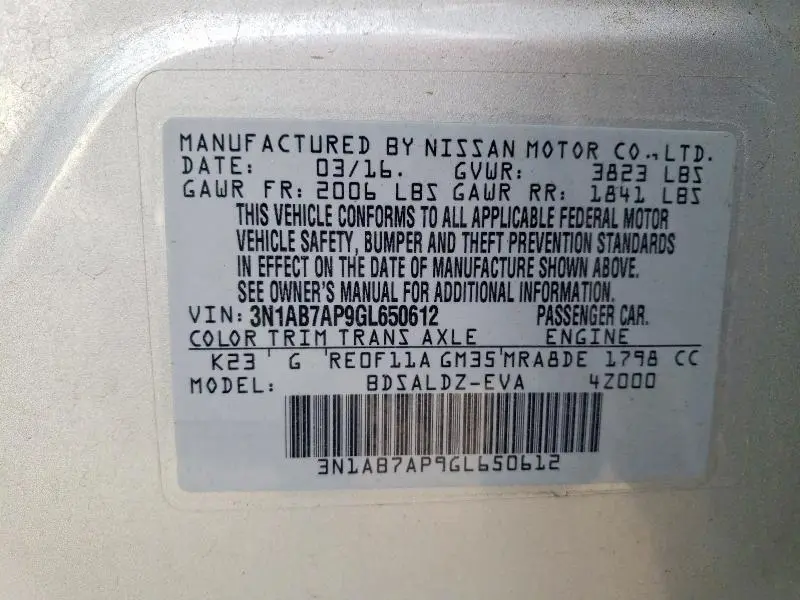 MANUFACTURED BY NISSAN MOTOR CO., LTD.
DATE: 03/16. GVWR: 3823 LBS
GAWR FR: 2006 LBS GAWR RR: 1841 LBS
THIS VEHICLE CONFORMS TO ALL APPLICABLE FEDERAL MOTOR
VEHICLE SAFETY, BUMPER AND THEFT PREVENTION STANDARDS
IN EFFECT ON THE DATE OF MANUFACTURE SHOWN ABOVE.
SEE OWNER'S MANUAL FOR ADDITIONAL INFORMATION.
VIN: 3N1AB7AP9GL650612 PASSENGER CAR.
COLOR TRIM TRANS AXLE ENGINE
K23 G RE0F11A GM35 MRA8DE 1798 CC
MODEL: BDSALDZ-EVA 4Z000
3N1AB7AP9GL650612